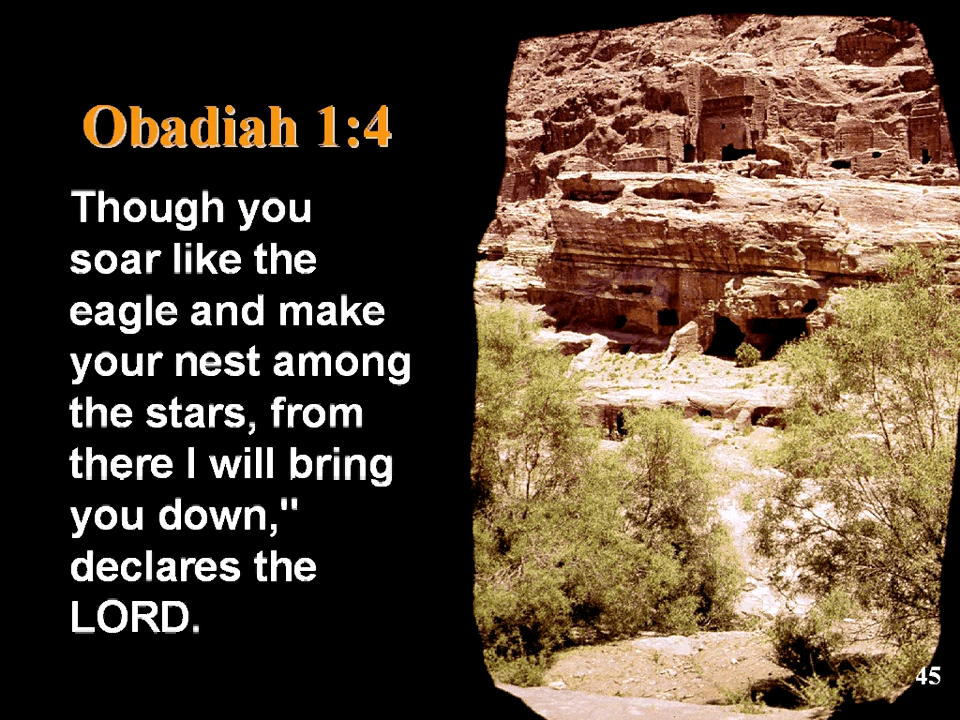 Obadiah 1:4
Though you
soar like the
eagle and make
your nest among
the stars, from
there I will bring
you down,"
declares the
LORD.
45